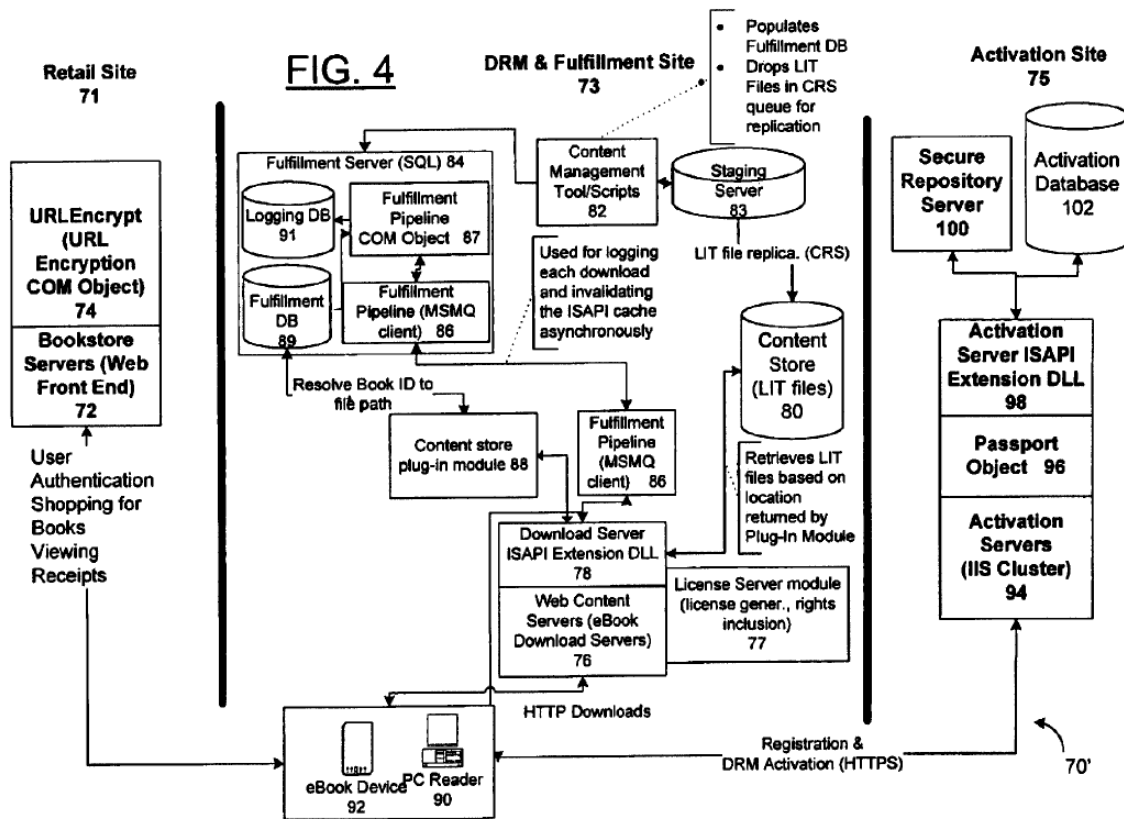 FIG. 4
Retail Site
71
DRM & Fulfillment Site
73
• Populates
Fulfillment DB
• Drops LIT
Files in CRS
queue for
replication
Activation Site
75
URLEncrypt
(URL
Encryption
COM Object)
74
Bookstore
Servers (Web
Front End)
72
User
Authentication
Shopping for
Books
Viewing
Receipts
Fulfillment Server (SQL) 84
Logging DB
91
Fulfillment
Pipeline
COM Object 87
Fulfillment
DB
89
Fulfillment
Pipeline (MSMQ
client) 86
Content
Management
Tool/Scripts
82
Staging
Server
83
LIT file replica. (CRS)
Used for logging
each download
and invalidating
the ISAPI cache
asynchronously
Content
Store
(LIT files)
80
Resolve Book ID to
file path
Content store
plug-in module 88
Fulfillment
Pipeline
(MSMQ
client) 86
Retrieves LIT
files based on
location
returned by
Plug-In Module
Download Server
ISAPI Extension DLL
78
Web Content
Servers (eBook
Download Servers)
76
License Server module
(license gener., rights
inclusion)
77
HTTP Downloads
Secure
Repository
Server
100
Activation
Database
102
Activation
Server ISAPI
Extension DLL
98
Passport
Object 96
Activation
Servers
(IIS Cluster)
94
Registration &
DRM Activation (HTTPS)
70'
eBook Device
92
PC Reader
90